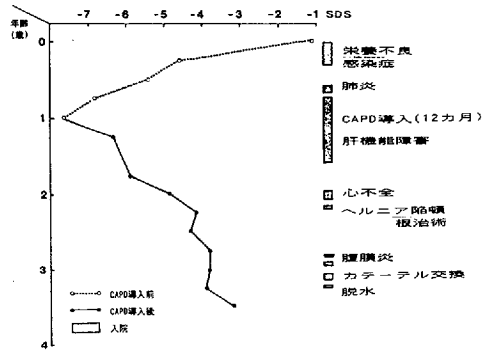 年齢
(歳)
-7 -6 -5 -4 -3 -2 -1 SDS
0
1
2
3
4
栄養不良
感染症
肺炎
CAPD導入(12カ月)
肝機能障害
心不全
ヘルニア陥頓
根治術
腹膜炎
カテーテル交換
脱水
CAPD導入前
CAPD導入後
入院